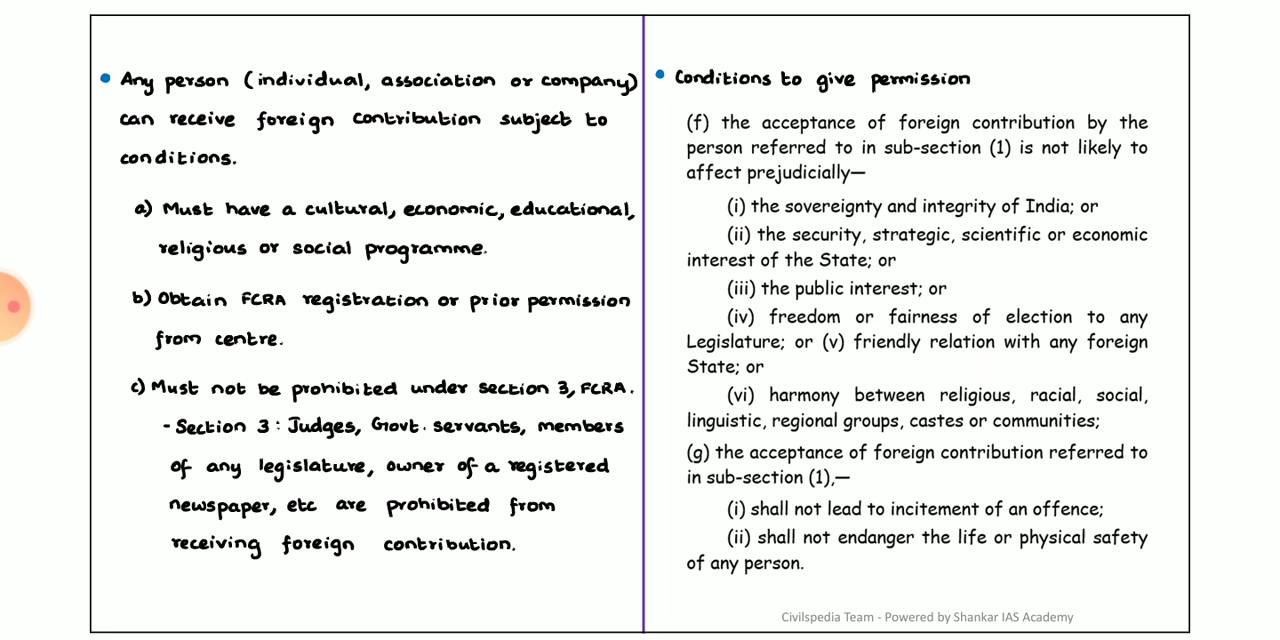 Any person (individual, association or company)
can receive foreign contribution subject to
conditions.
a) Must have a cultural, economic, educational,
religious or social programme.
b) Obtain FCRA registration or prior permission
from centre.
c) Must not be prohibited under section 3, FCRA.
- Section 3 : Judges, Govt. servants, members
of any legislature, owner of a registered
newspaper, etc are prohibited from
receiving foreign contribution.
Conditions to give permission
(f) the acceptance of foreign contribution by the
person referred to in sub-section (1) is not likely to
affect prejudicially—
(i) the sovereignty and integrity of India; or
(ii) the security, strategic, scientific or economic
interest of the State; or
(iii) the public interest; or
(iv) freedom or fairness of election to any
Legislature; or (v) friendly relation with any foreign
State; or
(vi) harmony between religious, racial, social,
linguistic, regional groups, castes or communities;
(g) the acceptance of foreign contribution referred to
in sub-section (1),—
(i) shall not lead to incitement of an offence;
(ii) shall not endanger the life or physical safety
of any person.
Civilspedia Team - Powered by Shankar IAS Academy